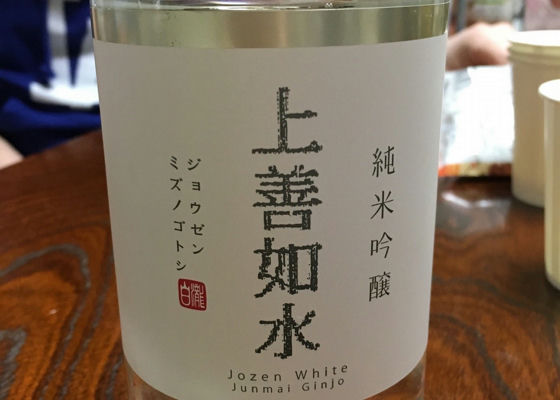 純米吟醸
上善如水
ジョウゼン
ミズノゴトシ
白瀧
Jozen White
Junmai Ginjo